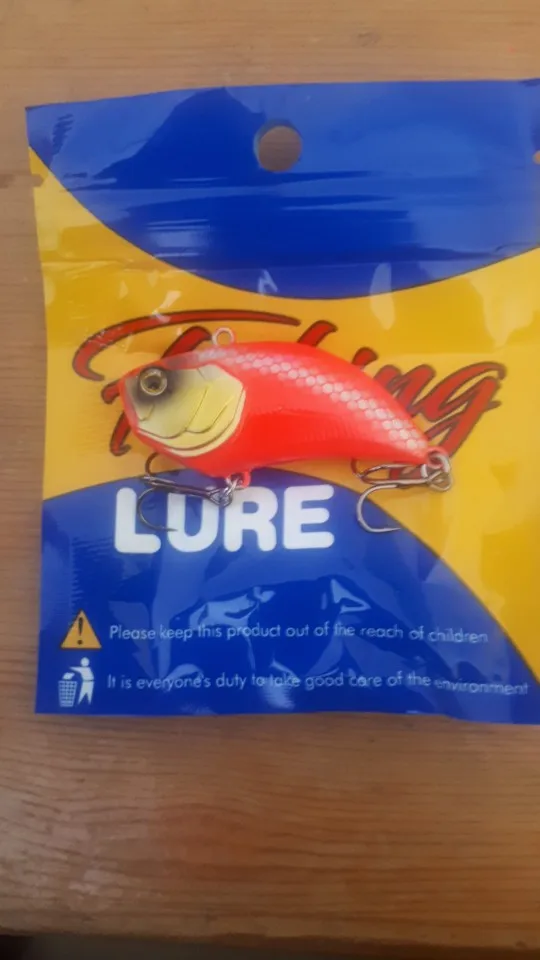 Fishing
LURE
Please keep this product out of the reach of children
It is everyone's duty to take good care of the environment